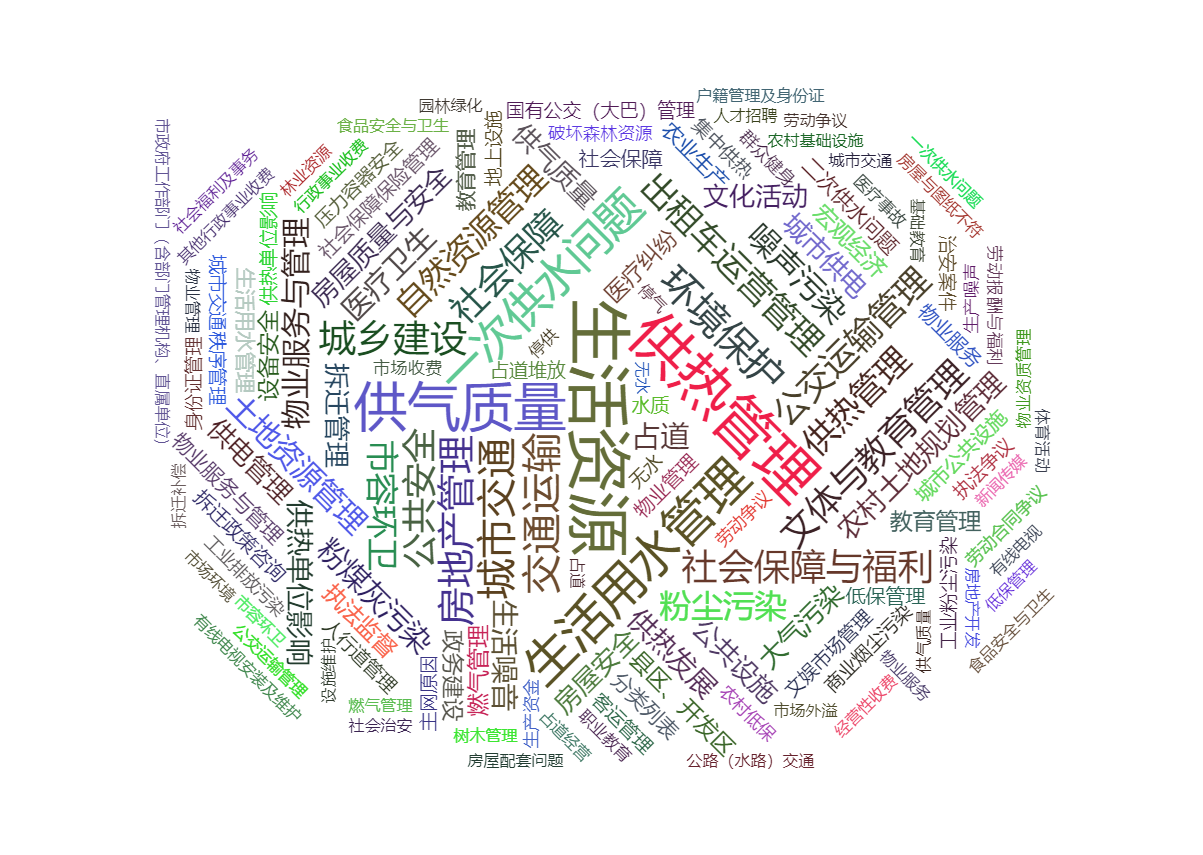 园林绿化
国有公交（大巴）管理
户籍管理及身份证
人才招聘
劳动争议
食品安全与卫生
破坏森林资源
农村基础设施
城市交通
社会保障
集中供热
群众健身
农业生产
供气质量
地上设施
教育管理
市政府工作部门（含部门管理机构、直属单位）
社会福利及事务
其他行政事业收费
林业资源
行政事业收费
压力容器安全
社会保障保险管理
房屋质量与安全
医疗卫生
自然资源管理
社会保障
一次供水问题
出租车运营管理
文化活动
二次供水问题
医疗事故
房屋与图纸不符
一次供水问题
基础教育
宏观经济
城市供电
噪声污染
治安案件
劳动报酬与福利
生产噪声
物业服务
物业管理
城市交通秩序管理
生活用水管理
供热单位影响
设备安全
物业服务与管理
医疗纠纷
停气
环境保护
公交运输管理
供热管理
城乡建设
停供
市场收费
占道堆放
无水
水质
供热管理
文体与教育管理
农村土地规划管理
物业资质管理
体育活动
身份证管理
拆迁管理
供气质量
生活资源
占道
无水
物业管理
劳动争议
土地资源管理
供电管理
物业服务与管理
拆迁补偿
拆迁政策咨询
市容环卫
公共安全
房地产管理
城市交通
交通运输
生活用水管理
城市公共设施
执法争议
新闻传媒
教育管理
劳动合同争议
有线电视
供热单位影响
粉煤灰污染
工业排放污染
市场环境
占道
社会保障与福利
工业粉尘污染
房地产开发
低保管理
食品安全与卫生
执法监督
市容环卫
公交运输管理
有线电视安装及维护
人行道管理
设施维护
生活噪音
粉尘污染
大气污染
低保管理
文娱市场管理
商业烟尘污染
供气质量
物业服务
公共设施
供热发展
房屋安全
县区、开发区
分类列表
农村低保
客运管理
职业教育
占道经营
生产资金
燃气管理
政务建设
主网原因
燃气管理
社会治安
树木管理
市场外溢
经营性收费
房屋配套问题
公路（水路）交通